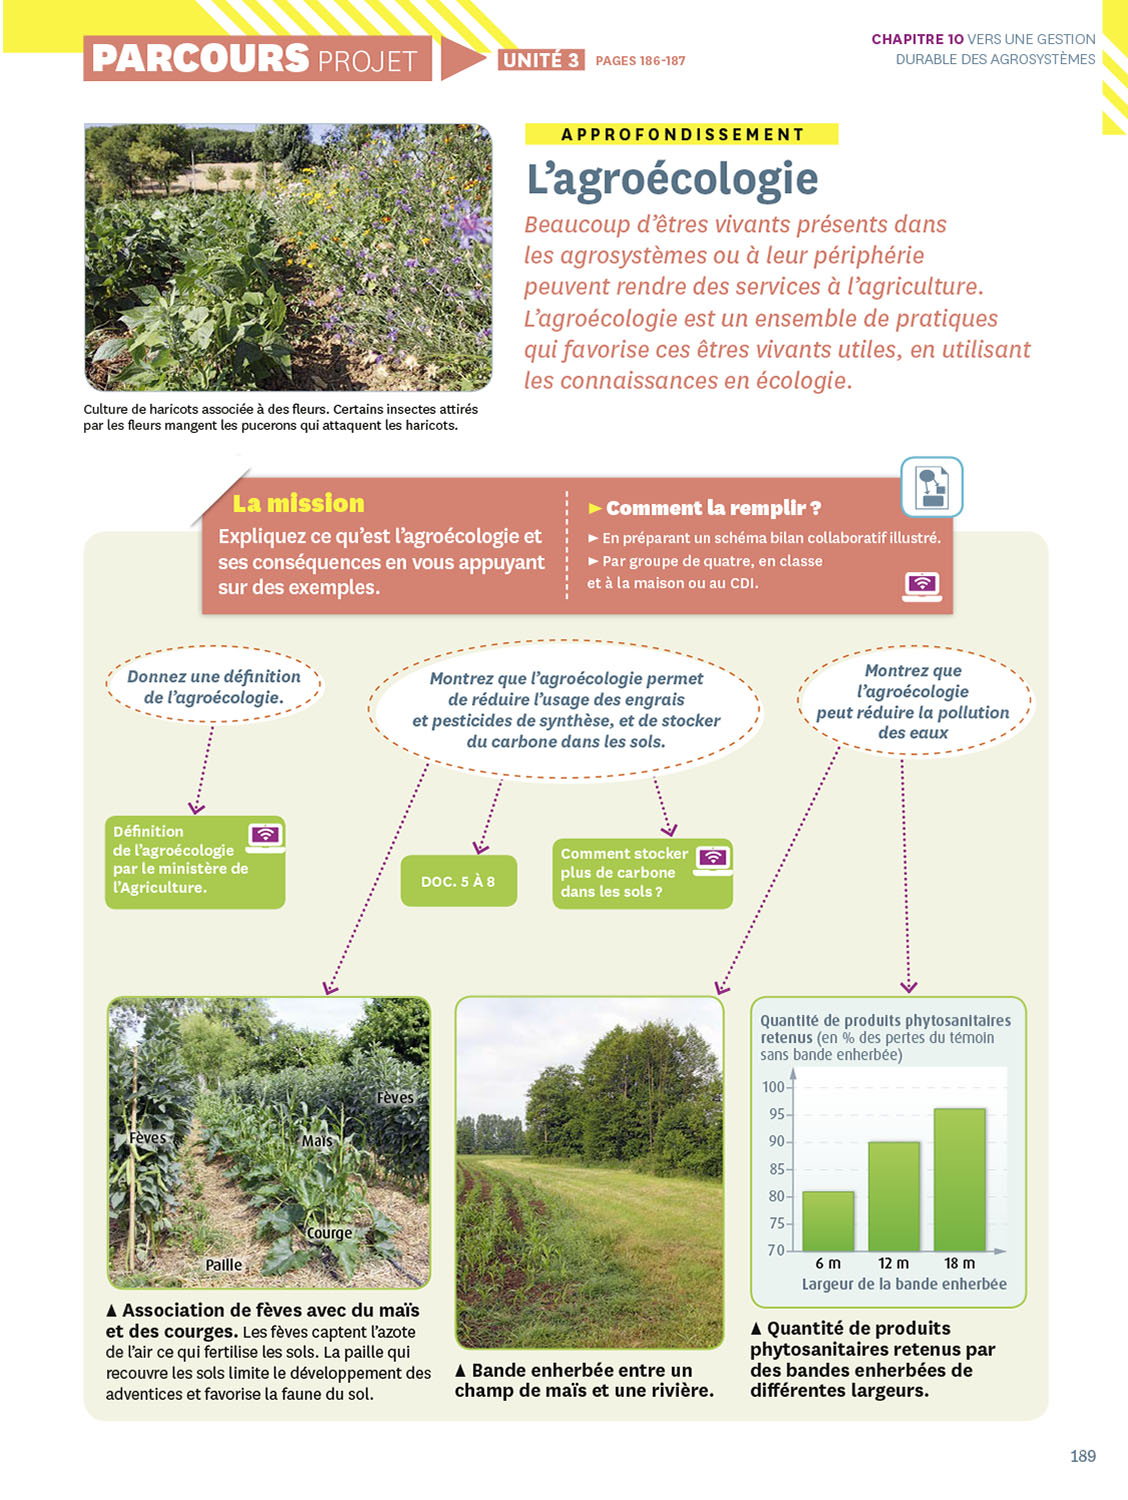 PARCOURS PROJET
UNITÉ 3 PAGES 186-187
CHAPITRE 10 VERS UNE GESTION
DURABLE DES AGROSYSTÈMES
APPROFONDISSEMENT
L’agroécologie
Beaucoup d’êtres vivants présents dans
les agrosystèmes ou à leur périphérie
peuvent rendre des services à l’agriculture.
L’agroécologie est un ensemble de pratiques
qui favorise ces êtres vivants utiles, en utilisant
les connaissances en écologie.
Culture de haricots associée à des fleurs. Certains insectes attirés
par les fleurs mangent les pucerons qui attaquent les haricots.
La mission
Expliquez ce qu’est l’agroécologie et
ses conséquences en vous appuyant
sur des exemples.
► Comment la remplir ?
► En préparant un schéma bilan collaboratif illustré.
► Par groupe de quatre, en classe
et à la maison ou au CDI.
Donnez une définition
de l’agroécologie.
Montrez que l’agroécologie permet
de réduire l’usage des engrais
et pesticides de synthèse, et de stocker
du carbone dans les sols.
Montrez que
l’agroécologie
peut réduire la pollution
des eaux
Définition
de l’agroécologie
par le ministère de
l’Agriculture.
DOC. 5 À 8
Comment stocker
plus de carbone
dans les sols ?
Fèves
Fèves
Maïs
Courge
Paille
▲ Association de fèves avec du maïs
et des courges. Les fèves captent l’azote
de l’air ce qui fertilise les sols. La paille qui
recouvre les sols limite le développement des
adventices et favorise la faune du sol.
▲ Bande enherbée entre un
champ de maïs et une rivière.
Quantité de produits phytosanitaires
retenus (en % des pertes du témoin
sans bande enherbée)
100
95
90
85
80
75
70
6 m 12 m 18 m
Largeur de la bande enherbée
▲ Quantité de produits
phytosanitaires retenus par
des bandes enherbées de
différentes largeurs.
189